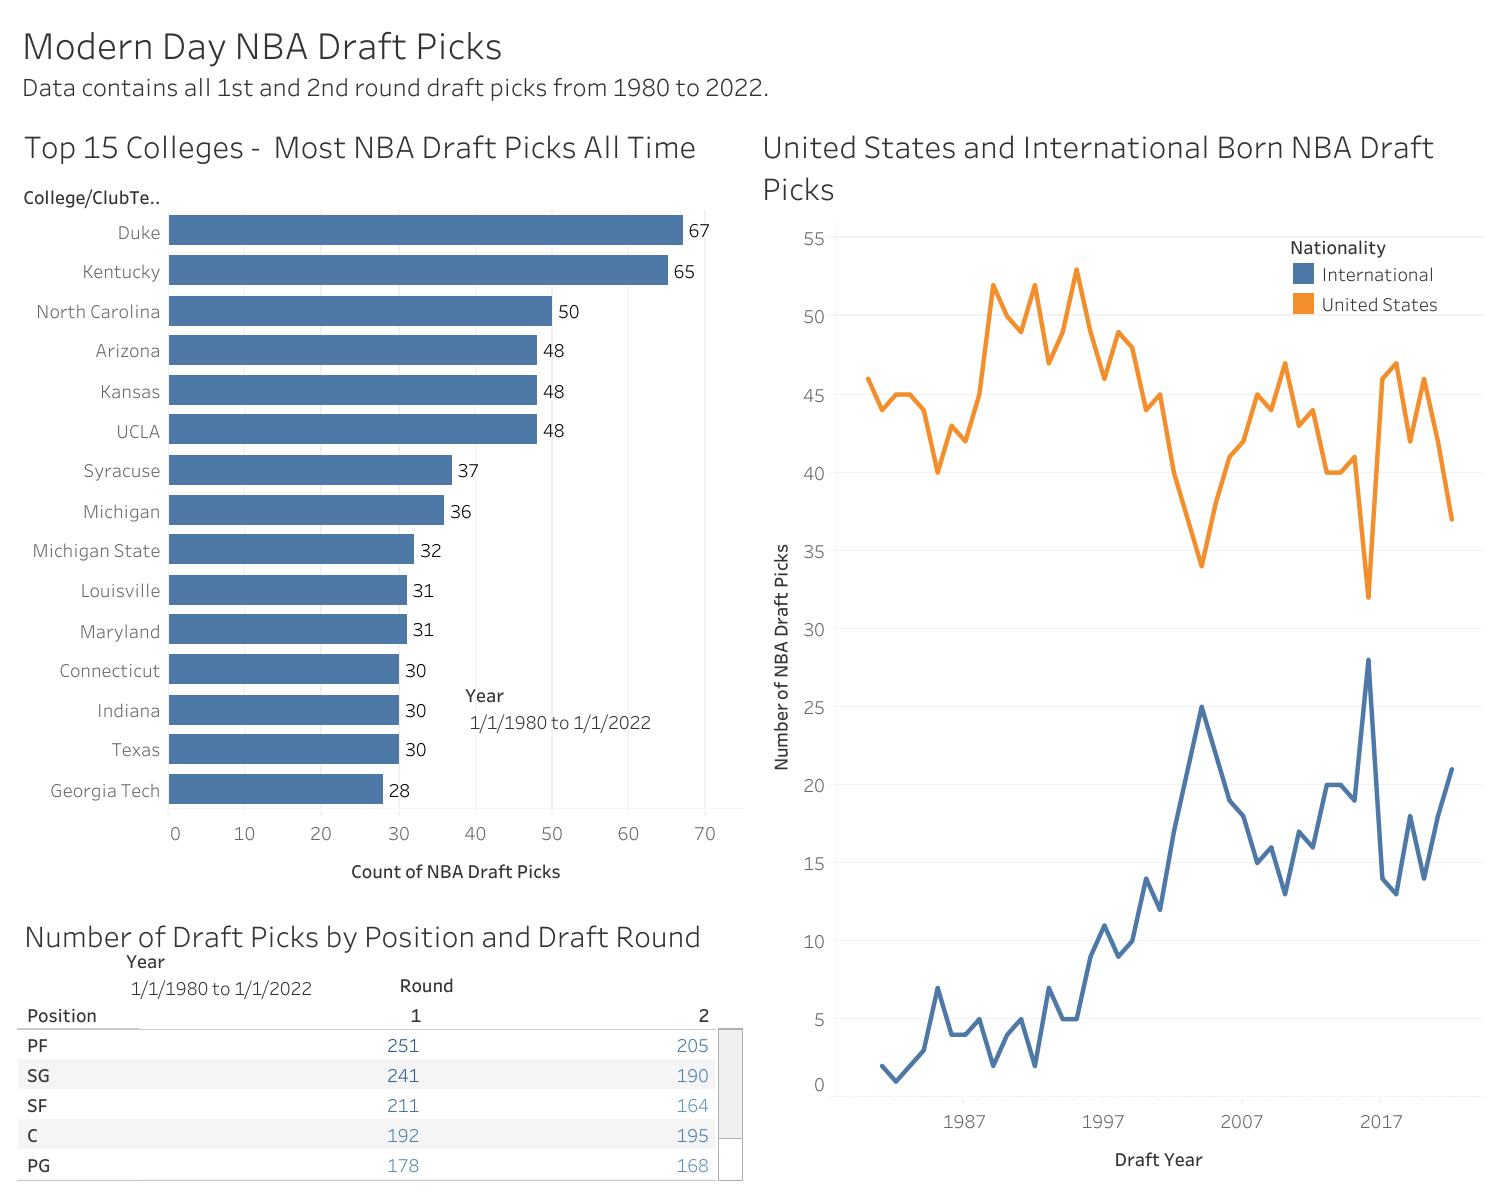 Modern Day NBA Draft Picks
Data contains all 1st and 2nd round draft picks from 1980 to 2022.
Top 15 Colleges - Most NBA Draft Picks All Time
College/ClubTe..
Duke 67
Kentucky 65
North Carolina 50
Arizona 48
Kansas 48
UCLA 48
Syracuse 37
Michigan 36
Michigan State 32
Louisville 31
Maryland 31
Connecticut 30
Indiana 30
Texas 30
Georgia Tech 28
Year
1/1/1980 to 1/1/2022
0 10 20 30 40 50 60 70
Count of NBA Draft Picks
Number of Draft Picks by Position and Draft Round
Year
1/1/1980 to 1/1/2022
Round
Position 1 2
PF 251 205
SG 241 190
SF 211 164
C 192 195
PG 178 168
United States and International Born NBA Draft
Picks
Nationality
International
United States
Number of NBA Draft Picks
55
50
45
40
35
30
25
20
15
10
5
0
1987 1997 2007 2017
Draft Year